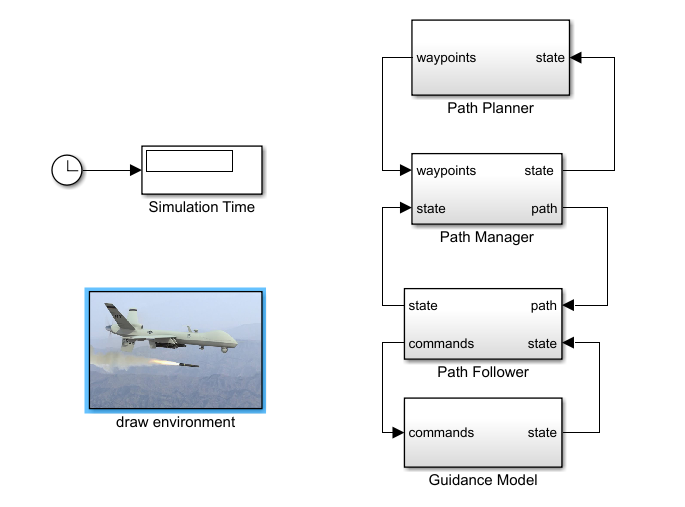 waypoints state
Path Planner
waypoints state
state path
Path Manager
Simulation Time
state path
commands state
Path Follower
draw environment
commands state
Guidance Model